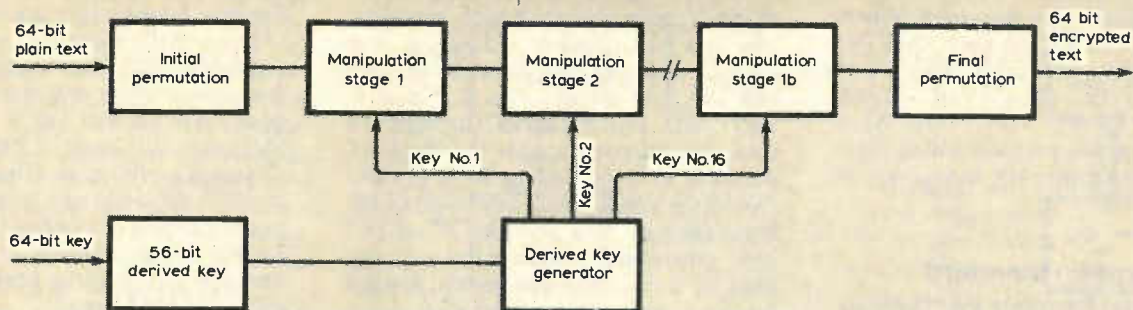 64-bit
plain text
Initial
permutation
Manipulation
stage 1
Manipulation
stage 2
Manipulation
stage 1b
Final
permutation
64 bit
encrypted
text
Key No.1
Key No.2
Key No.16
64-bit key
56-bit
derived key
Derived key
generator